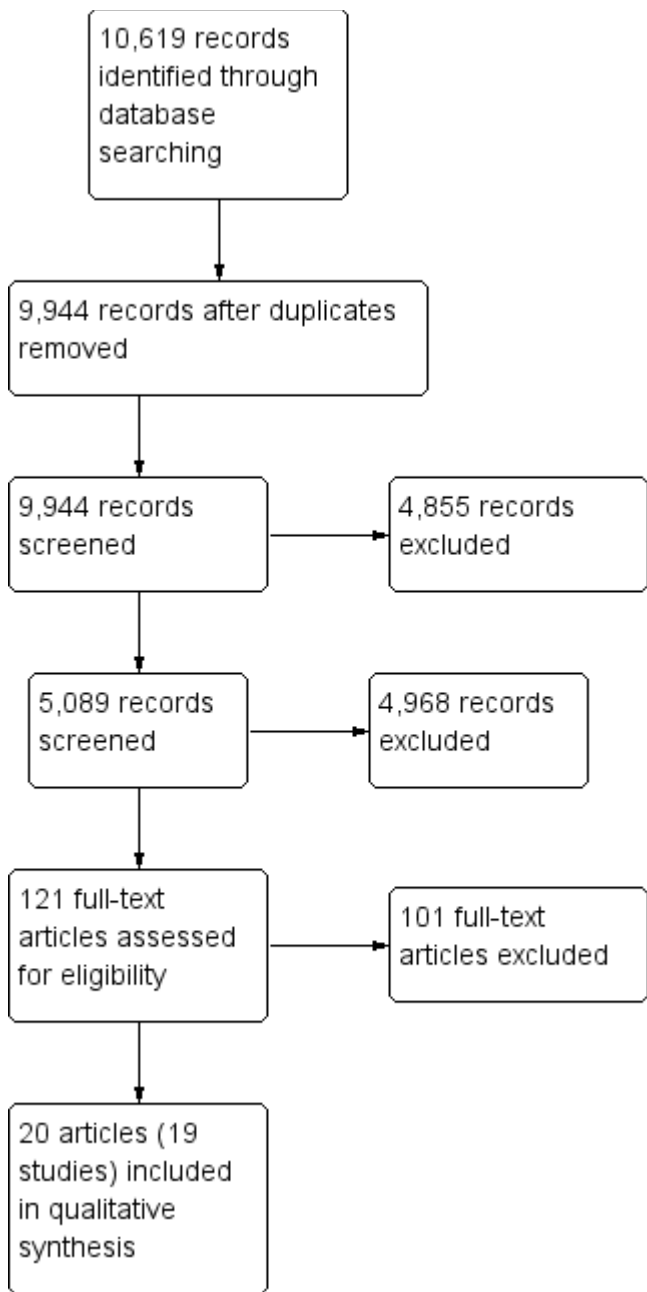 10,619 records
identified through
database
searching
9,944 records after duplicates
removed
9,944 records
screened
4,855 records
excluded
5,089 records
screened
4,968 records
excluded
121 full-text
articles assessed
for eligibility
101 full-text
articles excluded
20 articles (19
studies) included
in qualitative
synthesis